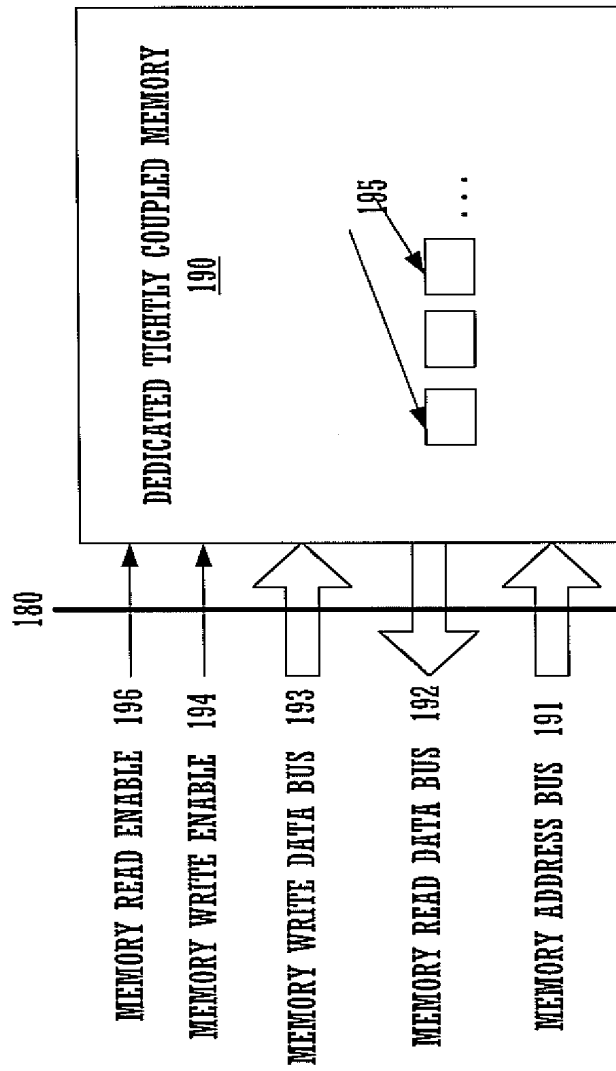 180
MEMORY READ ENABLE 196
MEMORY WRITE ENABLE 194
MEMORY WRITE DATA BUS 193
MEMORY READ DATA BUS 192
MEMORY ADDRESS BUS 191
DEDICATED TIGHTLY COUPLED MEMORY
190
195
...